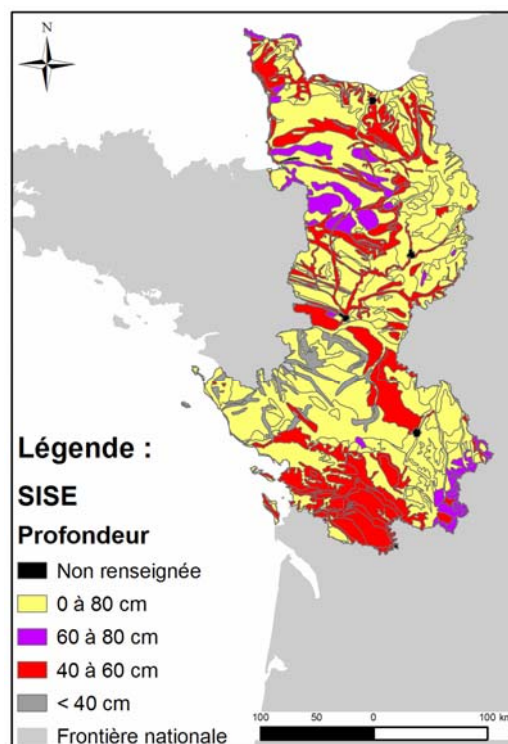 N
Légende :
SISE
Profondeur
Non renseignée
0 à 80 cm
60 à 80 cm
40 à 60 cm
< 40 cm
Frontière nationale
100 50 0 100 km